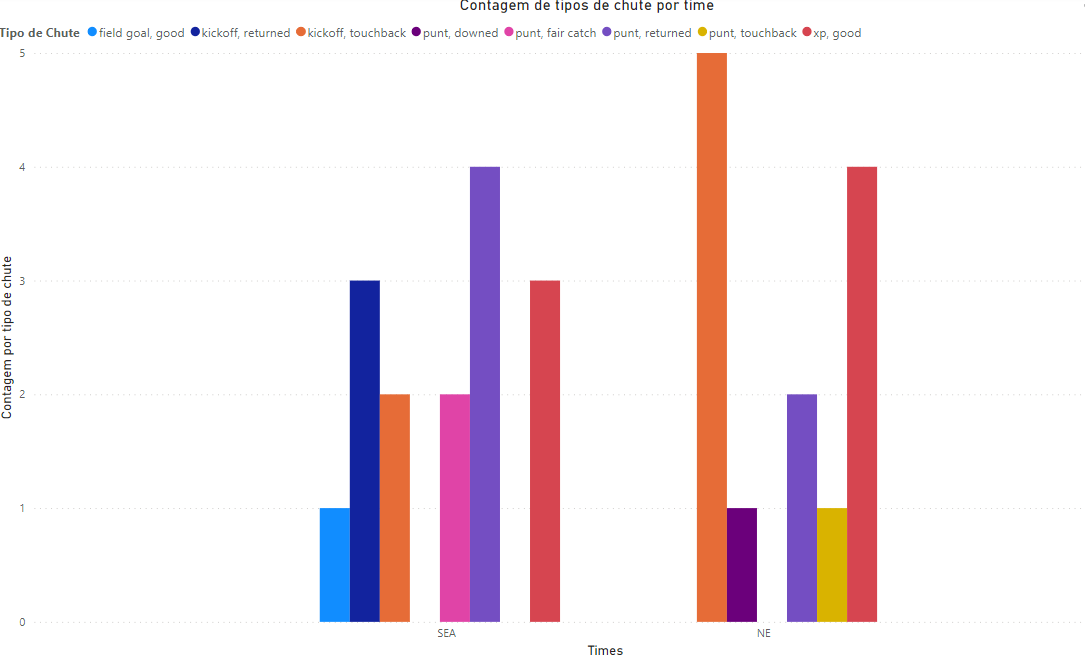 Contagem de tipos de chute por time
Tipo de Chute field goal, good kickoff, returned kickoff, touchback punt, downed punt, fair catch punt, returned punt, touchback xp, good
5
4
3
2
1
0
Contagem por tipo de chute
SEA NE
Times